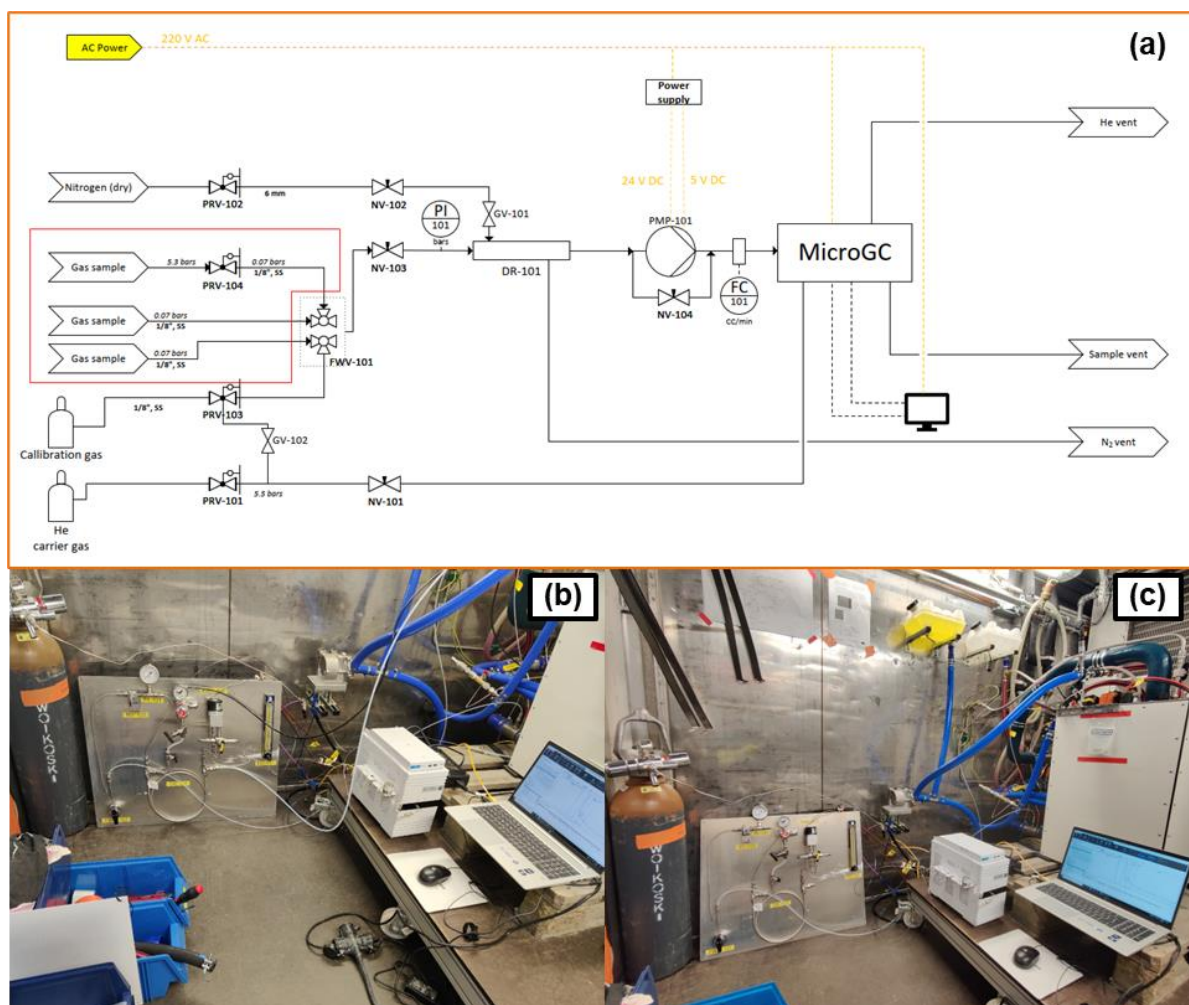 (a)
AC Power
220 V AC
Power
supply
He vent
24 V DC
5 V DC
Nitrogen (dry)
PRV-102
6 mm
NV-102
GV-101
PI
101
bars
PMP-101
MicroGC
NV-103
DR-101
NV-104
FC
101
CC/min
Gas sample
5.3 bars
PRV-104
0.07 bars
1/8", SS
Gas sample
0.07 bars
1/8", SS
Gas sample
0.07 bars
1/8", SS
FWV-101
Sample vent
1/8", SS
PRV-103
GV-102
Callibration gas
N2 vent
PRV-101
5.5 bars
NV-101
He
carrier gas
(b)
WOIKOSKI
(c)
WOIKOSKI